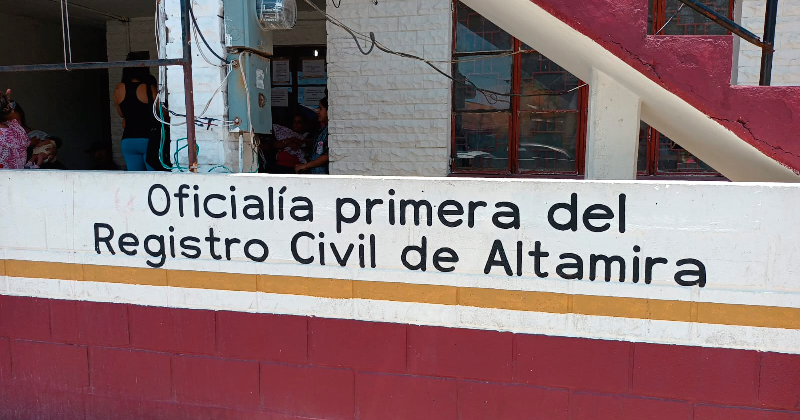 Oficialía primera del
Registro Civil de Altamira